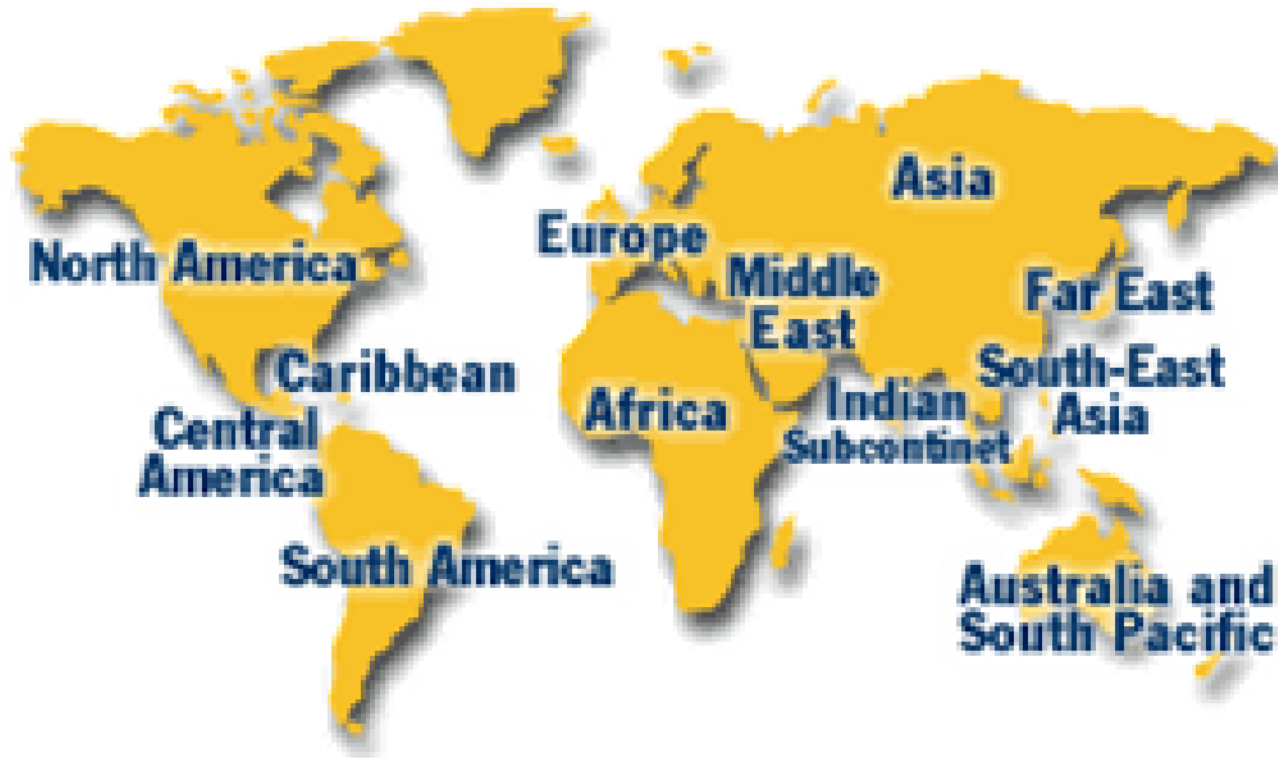 Asia
Europe
North America
Middle
East
Far East
Caribbean
South-East
Asia
Africa
Indian
Subcontinet
Central
America
South America
Australia and
South Pacific